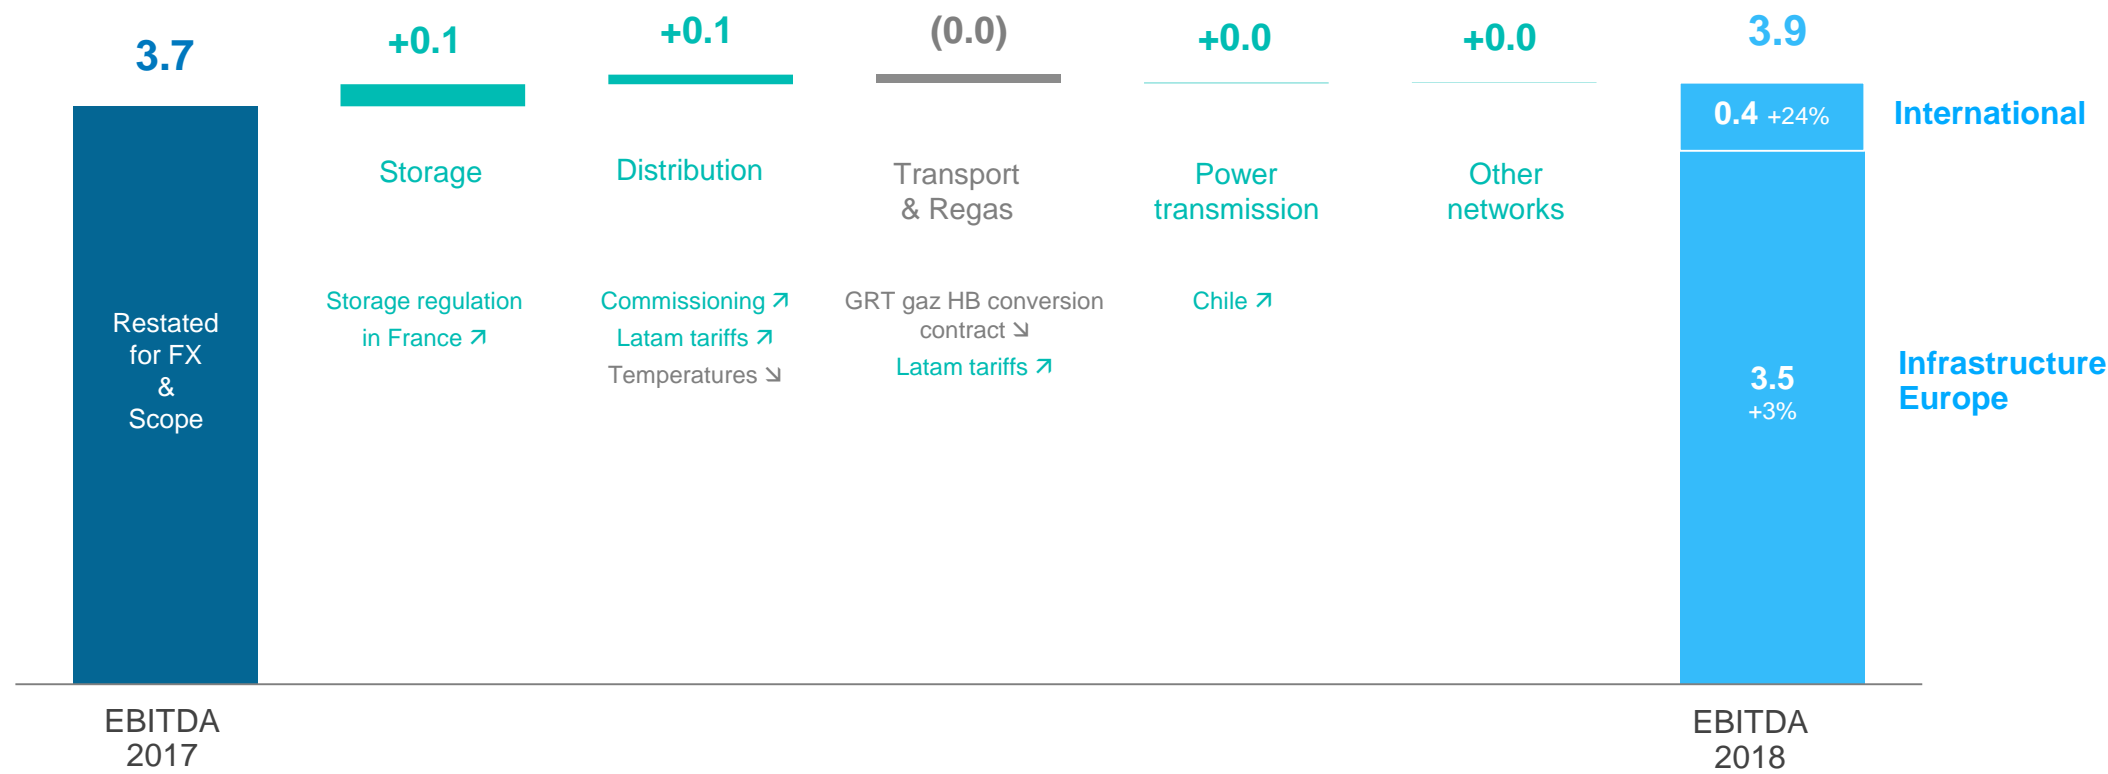 3.7
+0.1
+0.1
(0.0)
+0.0
+0.0
3.9
0.4 +24%
International
Storage
Distribution
Transport
& Regas
Power
transmission
Other
networks
Storage regulation
in France ↗
Commissioning ↗
Latam tariffs ↗
Temperatures ↘
GRT gaz HB conversion
contract ↘
Latam tariffs ↗
Chile ↗
Restated
for FX
&
Scope
3.5
+3%
Infrastructure
Europe
EBITDA
2017
EBITDA
2018